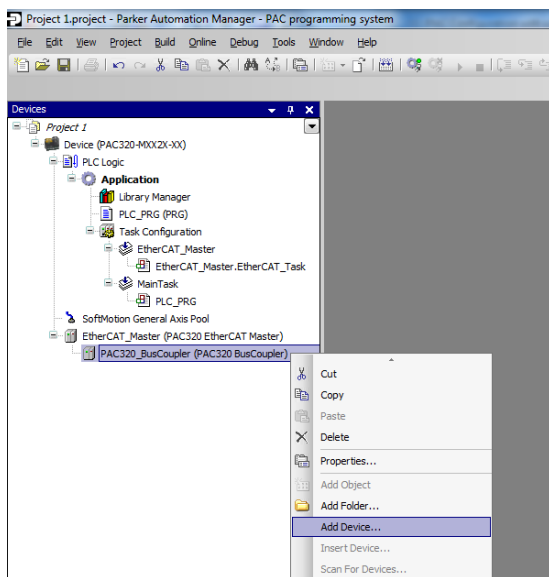 Project 1.project - Parker Automation Manager - PAC programming system
File Edit View Project Build Online Debug Tools Window Help
Devices
Project 1
Device (PAC320-MXX2X-XX)
PLC Logic
Application
Library Manager
PLC_PRG (PRG)
Task Configuration
EtherCAT_Master
EtherCAT_Master.EtherCAT_Task
MainTask
PLC_PRG
SoftMotion General Axis Pool
EtherCAT_Master (PAC320 EtherCAT Master)
PAC320_BusCoupler (PAC320 BusCoupler)
Cut
Copy
Paste
Delete
Properties...
Add Object
Add Folder...
Add Device...
Insert Device...
Scan For Devices...